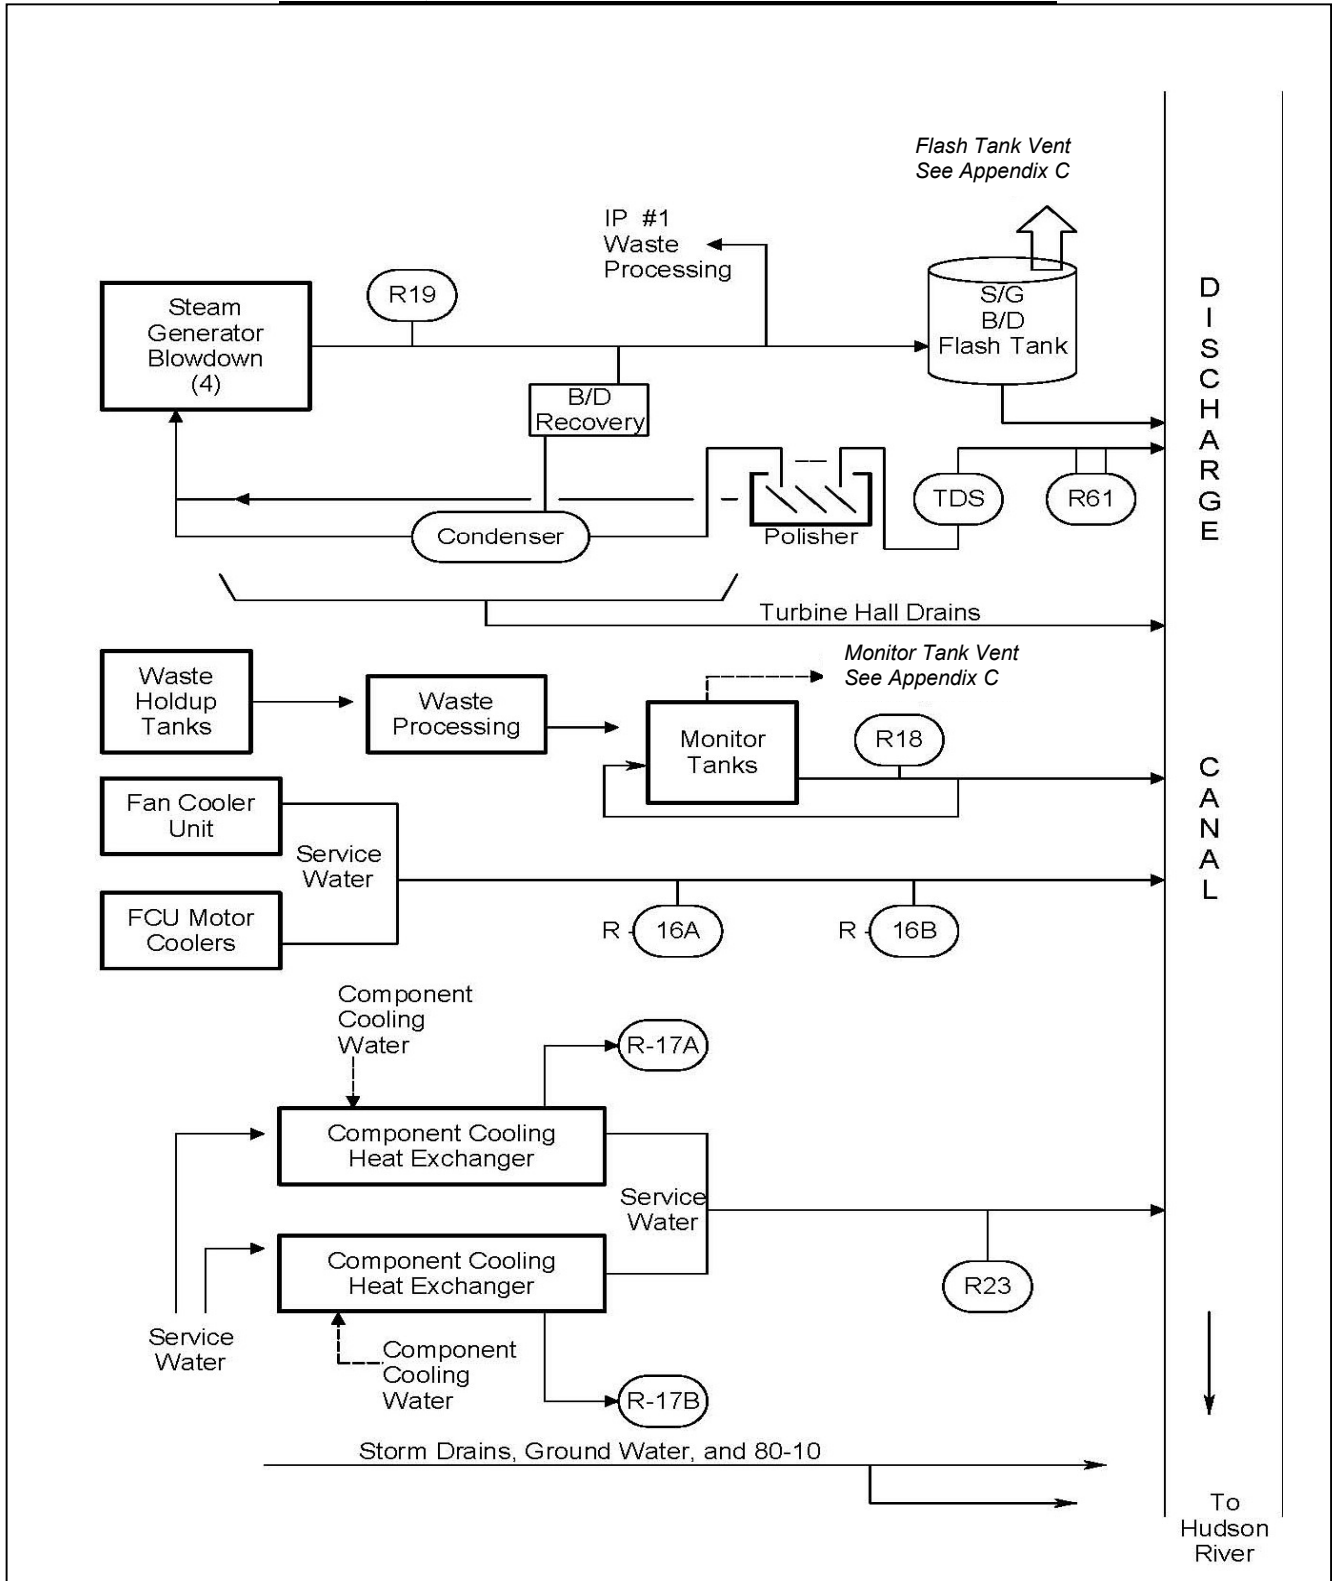 Flash Tank Vent
See Appendix C
IP #1
Waste
Processing
R19
Steam
Generator
Blowdown
(4)
S/G
B/D
Flash Tank
B/D
Recovery
TDS
R61
Condenser
Polisher
DISCHARGE
Turbine Hall Drains
Monitor Tank Vent
See Appendix C
Waste
Holdup
Tanks
Waste
Processing
Monitor
Tanks
R18
CANAL
Fan Cooler
Unit
Service
Water
FCU Motor
Coolers
R - 16A
R - 16B
Component
Cooling
Water
R-17A
Component Cooling
Heat Exchanger
Service
Water
Component Cooling
Heat Exchanger
R23
Service
Water
Component
Cooling
Water
R-17B
Storm Drains, Ground Water, and 80-10
To
Hudson
River